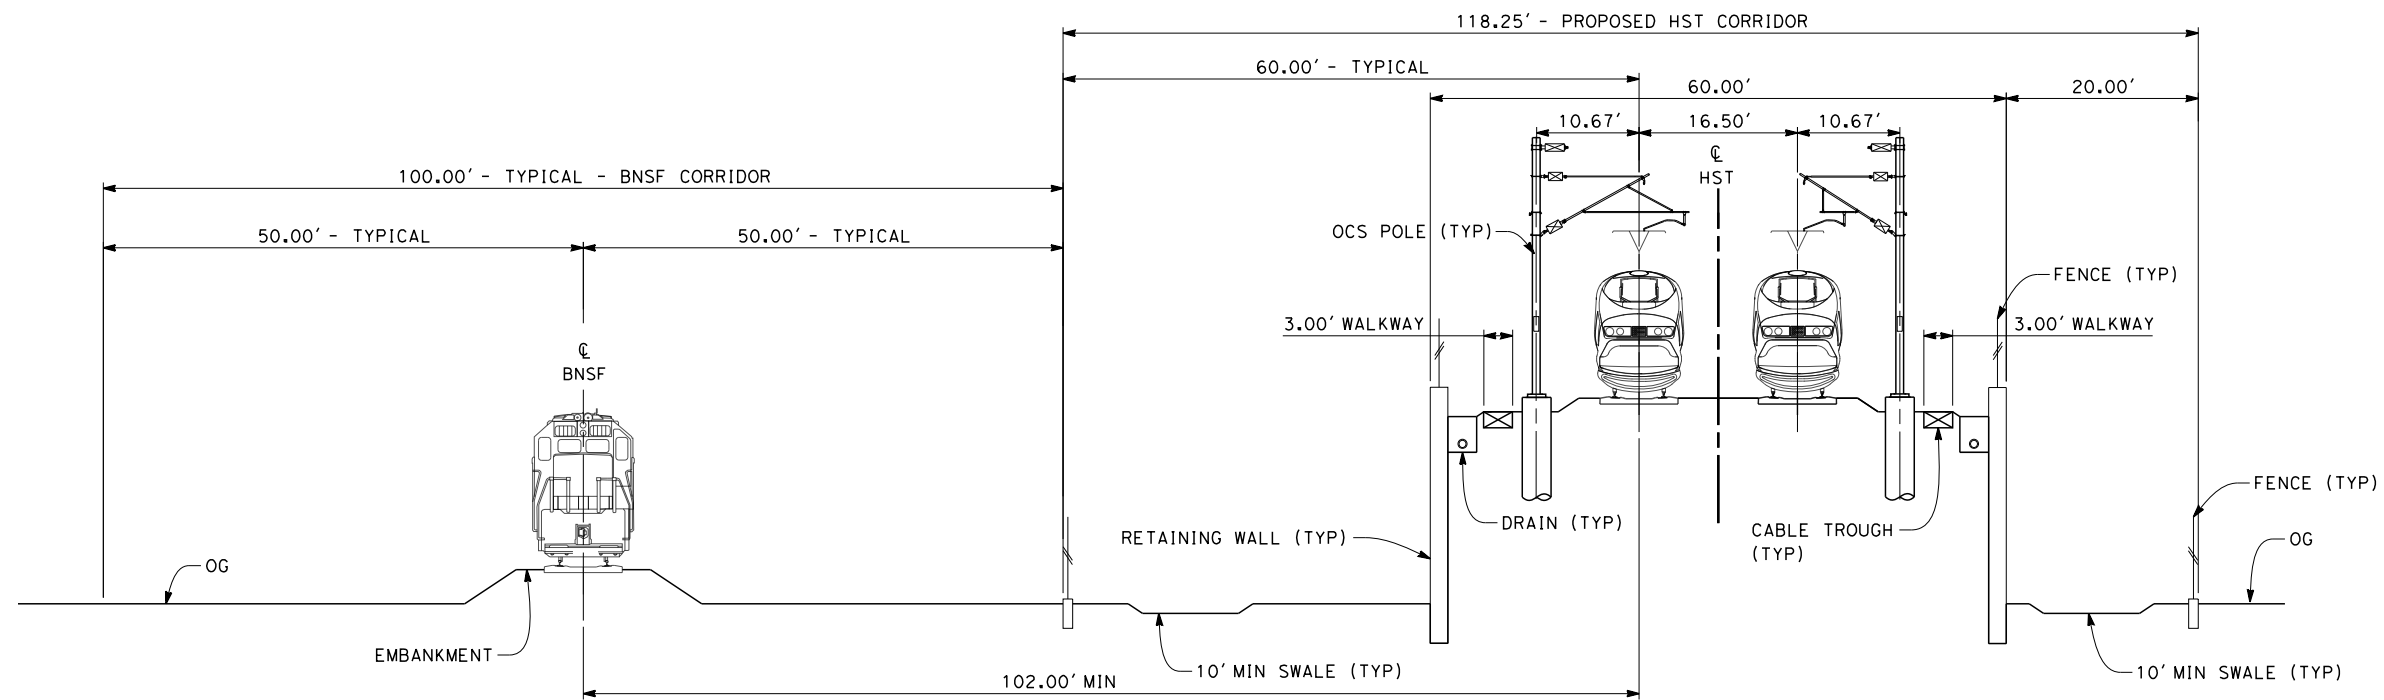 118.25' - PROPOSED HST CORRIDOR
60.00' - TYPICAL
60.00'
20.00'
10.67'
16.50'
10.67'
℄
HST
100.00' - TYPICAL - BNSF CORRIDOR
50.00' - TYPICAL
50.00' - TYPICAL
OCS POLE (TYP)
FENCE (TYP)
3.00' WALKWAY
3.00' WALKWAY
℄
BNSF
FENCE (TYP)
DRAIN (TYP)
CABLE TROUGH
(TYP)
RETAINING WALL (TYP)
OG
OG
EMBANKMENT
10' MIN SWALE (TYP)
10' MIN SWALE (TYP)
102.00' MIN